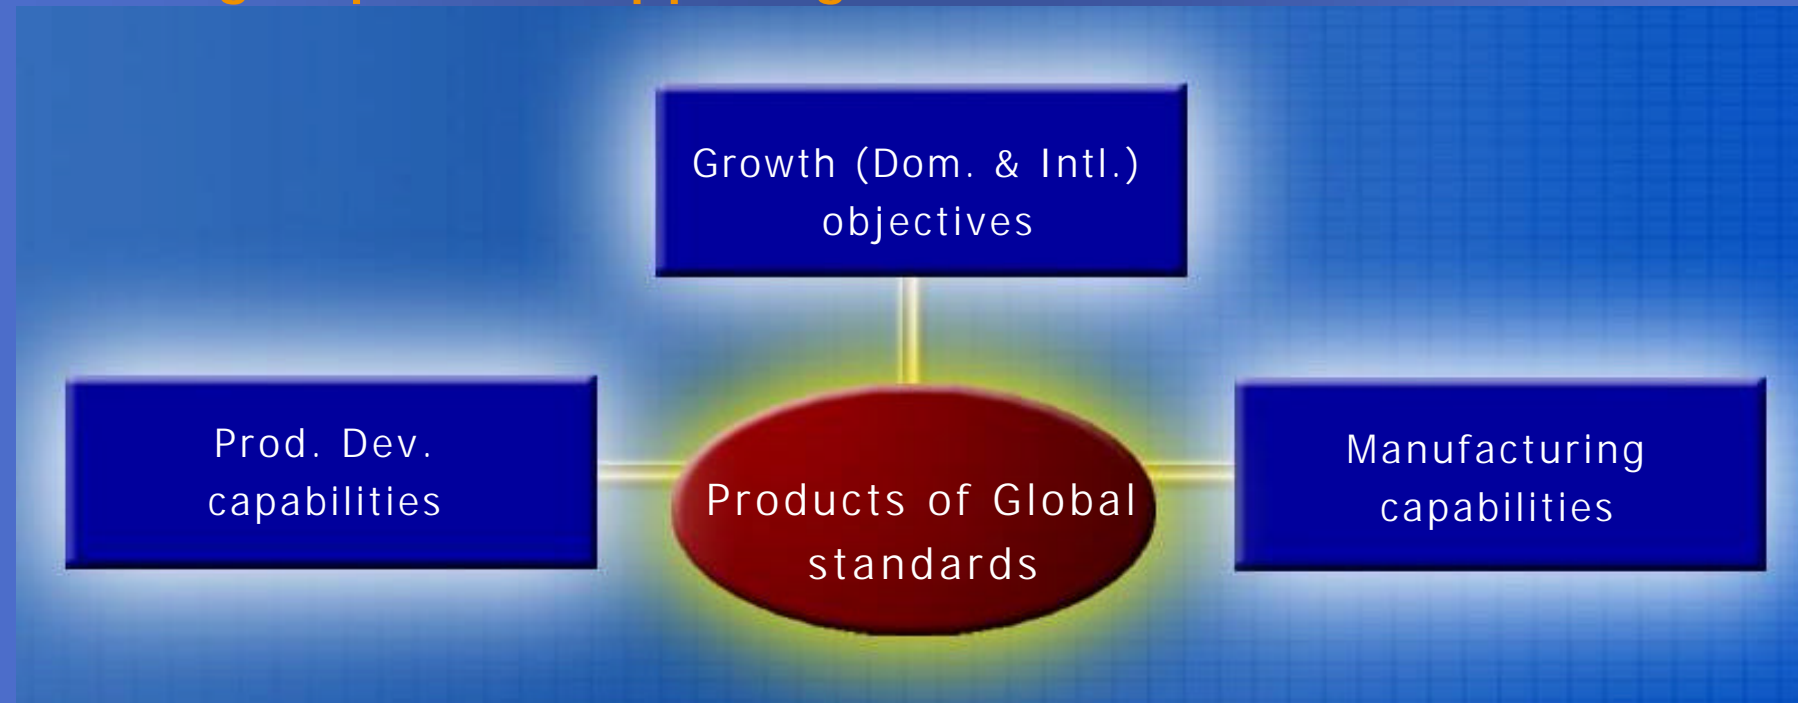 Growth (Dom. & Intl.)
objectives
Prod. Dev.
capabilities
Products of Global
standards
Manufacturing
capabilities